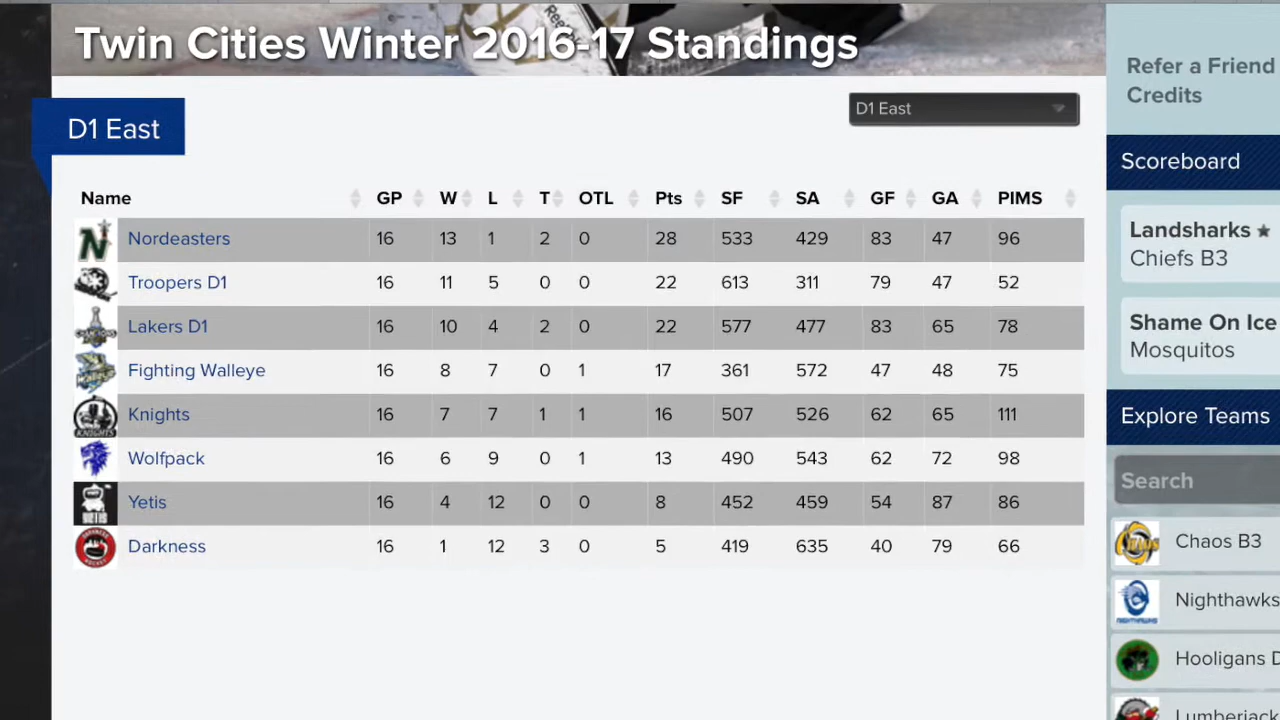 Twin Cities Winter 2016-17 Standings
D1 East
D1 East
Name GP W L T OTL Pts SF SA GF GA PIMS
Nordeasters 16 13 1 2 0 28 533 429 83 47 96
Troopers D1 16 11 5 0 0 22 613 311 79 47 52
Lakers D1 16 10 4 2 0 22 577 477 83 65 78
Fighting Walleye 16 8 7 0 1 17 361 572 47 48 75
Knights 16 7 7 1 1 16 507 526 62 65 111
Wolfpack 16 6 9 0 1 13 490 543 62 72 98
Yetis 16 4 12 0 0 8 452 459 54 87 86
Darkness 16 1 12 3 0 5 419 635 40 79 66
Refer a Friend
Credits
Scoreboard
Landsharks ★
Chiefs B3
Shame On Ice
Mosquitos
Explore Teams
Search
Chaos B3
Nighthawks
Hooligans D
Lumberjack